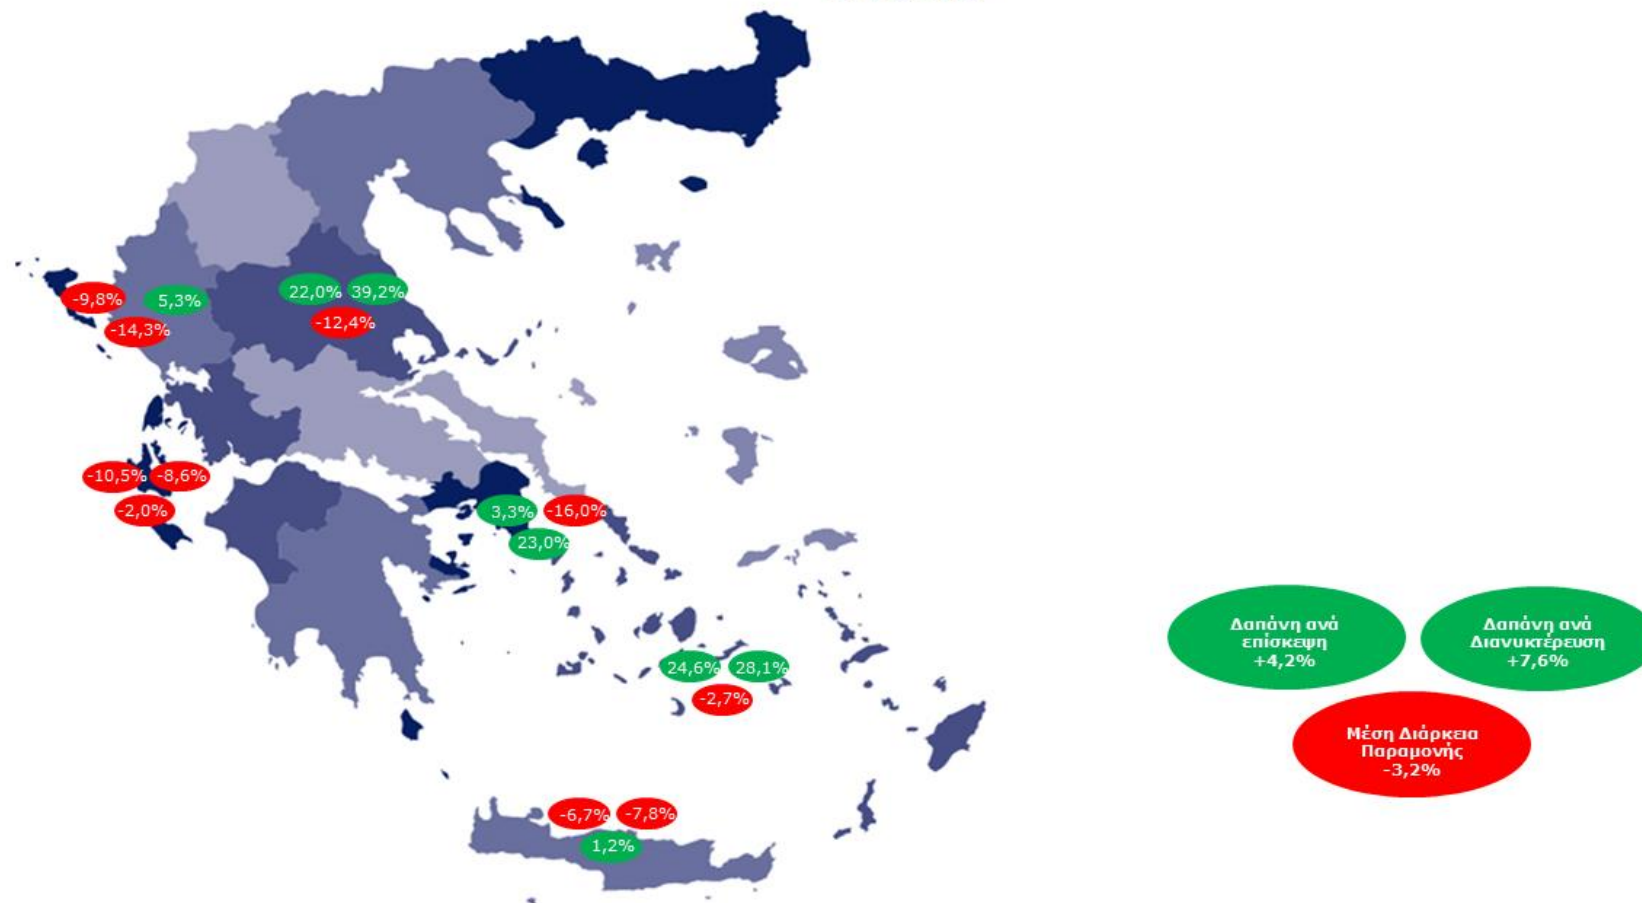 22,0% 39,2%
-9,8% 5,3%
-12,4%
-14,3%
-10,5% -8,6%
-2,0%
3,3% -16,0%
23,0%
Δαπάνη ανά
επίσκεψη
+4,2%
Δαπάνη ανά
Διανυκτέρευση
+7,6%
24,6% 28,1%
-2,7%
Μέση Διάρκεια
Παραμονής
-3,2%
-6,7% -7,8%
1,2%